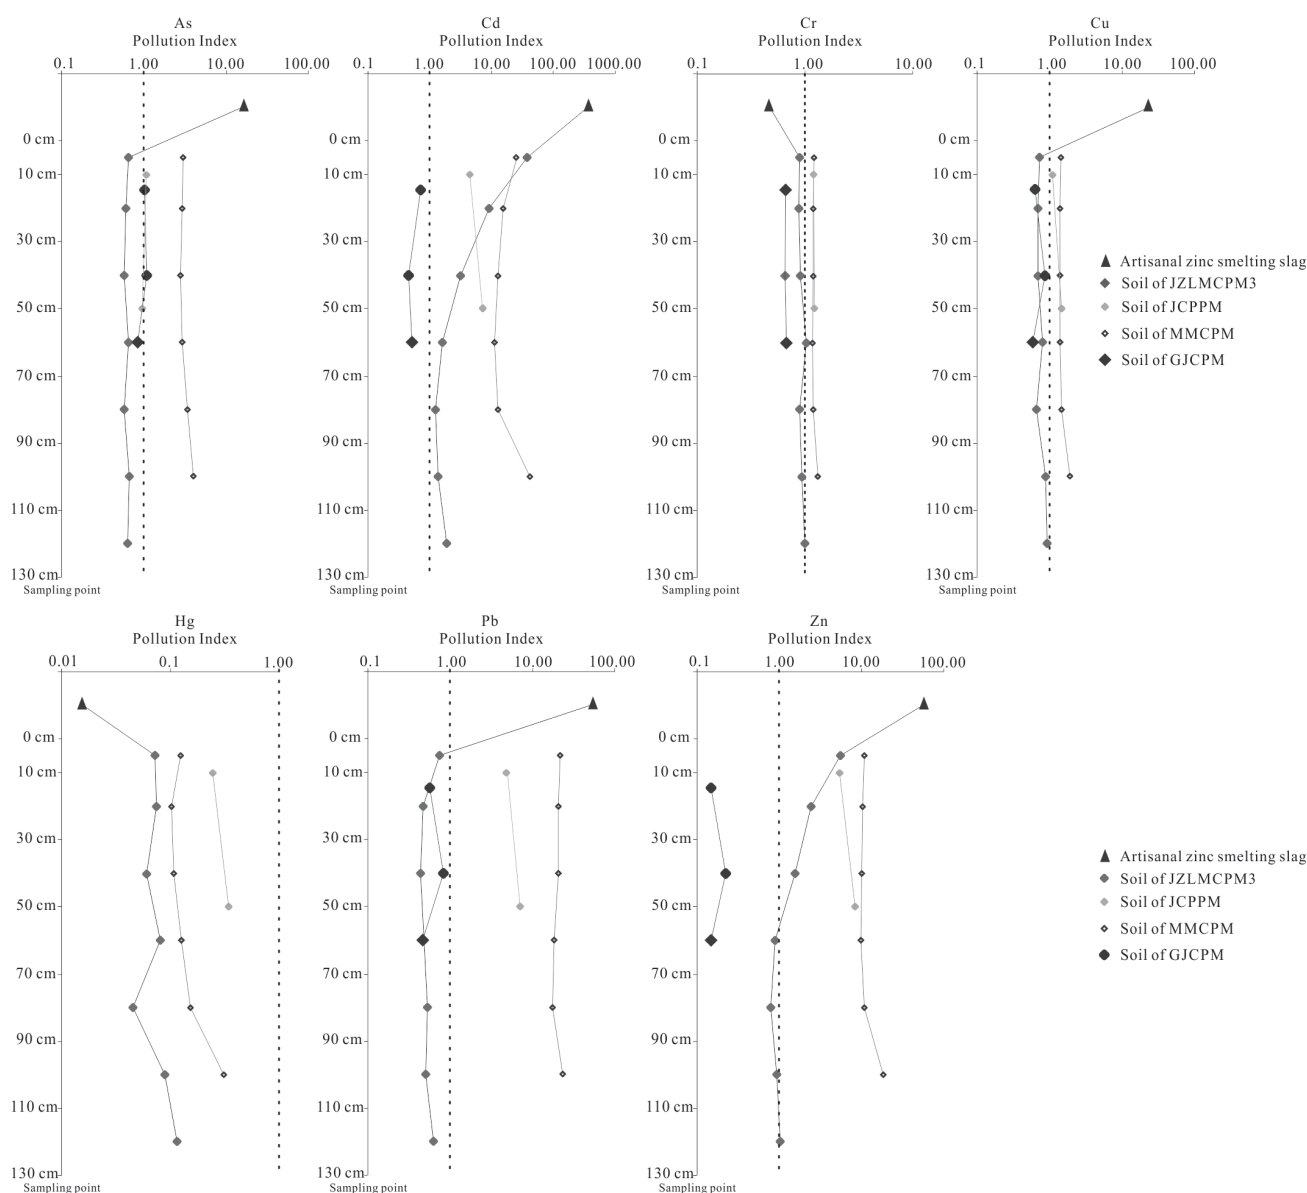 As
Pollution Index
0.1 1.00 10.00 100.00
0 cm
10 cm
30 cm
50 cm
70 cm
90 cm
110 cm
130 cm
Sampling point
Cd
Pollution Index
0.1 1.00 10.00 100.00 1000.00
0 cm
10 cm
30 cm
50 cm
70 cm
90 cm
110 cm
130 cm
Sampling point
Cr
Pollution Index
0.1 1.00 10.00
0 cm
10 cm
30 cm
50 cm
70 cm
90 cm
110 cm
130 cm
Sampling point
Cu
Pollution Index
0.1 1.00 10.00 100.00
0 cm
10 cm
30 cm
50 cm
70 cm
90 cm
110 cm
130 cm
Sampling point
Artisanal zinc smelting slag
Soil of JZLMCPM3
Soil of JCPPM
Soil of MMCPM
Soil of GJCPM
Hg
Pollution Index
0.01 0.1 1.00
0 cm
10 cm
30 cm
50 cm
70 cm
90 cm
110 cm
130 cm
Sampling point
Pb
Pollution Index
0.1 1.00 10.00 100.00
0 cm
10 cm
30 cm
50 cm
70 cm
90 cm
110 cm
130 cm
Sampling point
Zn
Pollution Index
0.1 1.00 10.00 100.00
0 cm
10 cm
30 cm
50 cm
70 cm
90 cm
110 cm
130 cm
Sampling point
Artisanal zinc smelting slag
Soil of JZLMCPM3
Soil of JCPPM
Soil of MMCPM
Soil of GJCPM